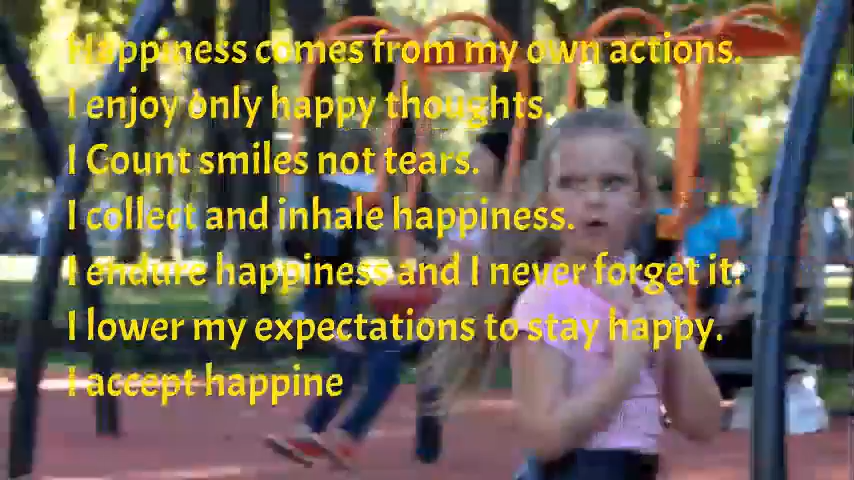 Happiness comes from my own actions.
I enjoy only happy thoughts.
I Count smiles not tears.
I collect and inhale happiness.
I endure happiness and I never forget it.
I lower my expectations to stay happy.
I accept happine